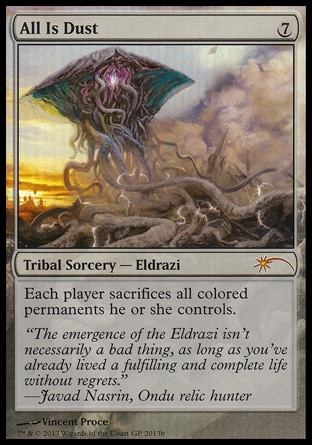 All Is Dust 7
Tribal Sorcery — Eldrazi
Each player sacrifices all colored
permanents he or she controls.
“The emergence of the Eldrazi isn’t
necessarily a bad thing, as long as you’ve
already lived a fulfilling and complete life
without regrets.”
—Javad Nasrin, Ondu relic hunter
Vincent Proce
™ & © 2013 Wizards of the Coast GP 2013b